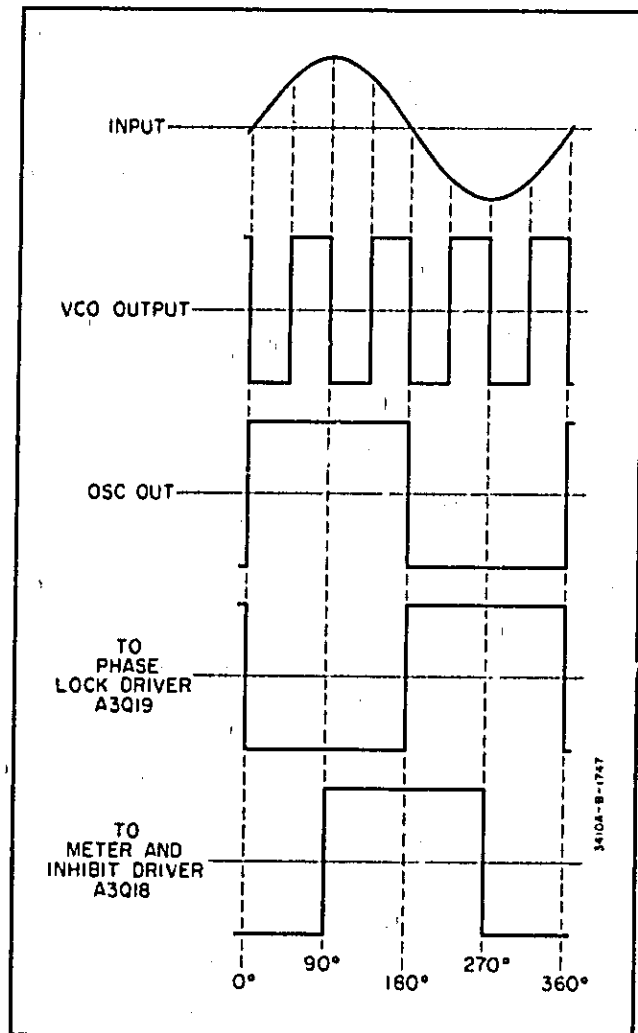 INPUT
VCO OUTPUT
OSC OUT
TO
PHASE
LOCK DRIVER
A3Q19
TO
METER AND
INHIBIT DRIVER
A3Q18
3410A-B-1747
0° 90° 180° 270° 360°